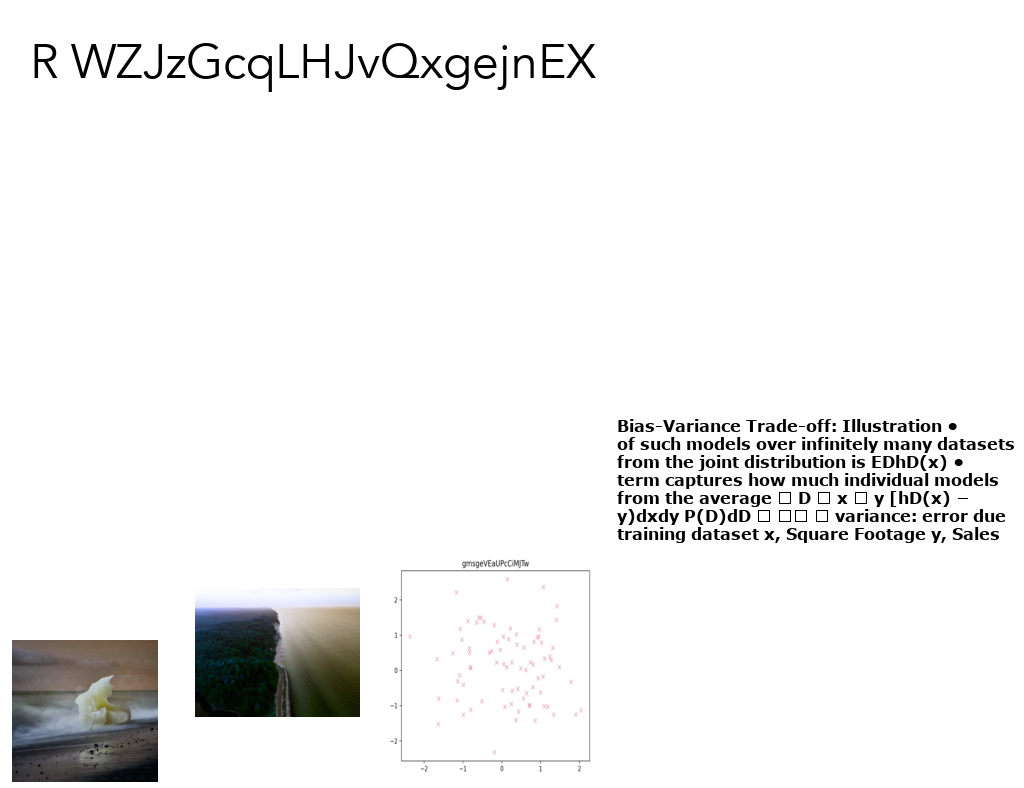 R WZJzGcqLHJvQxgejnEX
Bias-Variance Trade-off: Illustration •
of such models over infinitely many datasets
from the joint distribution is EDhD(x) •
term captures how much individual models
from the average □ D □ x □ y [hD(x) −
y)dxdy P(D)dD □ □□ □ variance: error due
training dataset x, Square Footage y, Sales
gmsgeVEaUPcCiMJTw
2
1
0
−1
−2
−2 −1 0 1 2